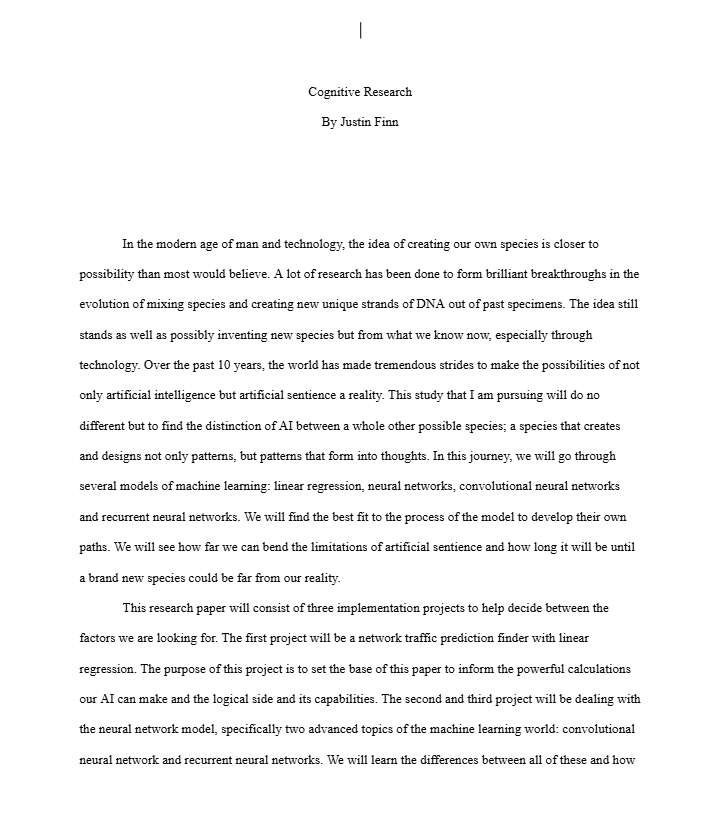 Cognitive Research
By Justin Finn
In the modern age of man and technology, the idea of creating our own species is closer to
possibility than most would believe. A lot of research has been done to form brilliant breakthroughs in the
evolution of mixing species and creating new unique strands of DNA out of past specimens. The idea still
stands as well as possibly inventing new species but from what we know now, especially through
technology. Over the past 10 years, the world has made tremendous strides to make the possibilities of not
only artificial intelligence but artificial sentience a reality. This study that I am pursuing will do no
different but to find the distinction of AI between a whole other possible species; a species that creates
and designs not only patterns, but patterns that form into thoughts. In this journey, we will go through
several models of machine learning: linear regression, neural networks, convolutional neural networks
and recurrent neural networks. We will find the best fit to the process of the model to develop their own
paths. We will see how far we can bend the limitations of artificial sentience and how long it will be until
a brand new species could be far from our reality.
This research paper will consist of three implementation projects to help decide between the
factors we are looking for. The first project will be a network traffic prediction finder with linear
regression. The purpose of this project is to set the base of this paper to inform the powerful calculations
our AI can make and the logical side and its capabilities. The second and third project will be dealing with
the neural network model, specifically two advanced topics of the machine learning world: convolutional
neural network and recurrent neural networks. We will learn the differences between all of these and how